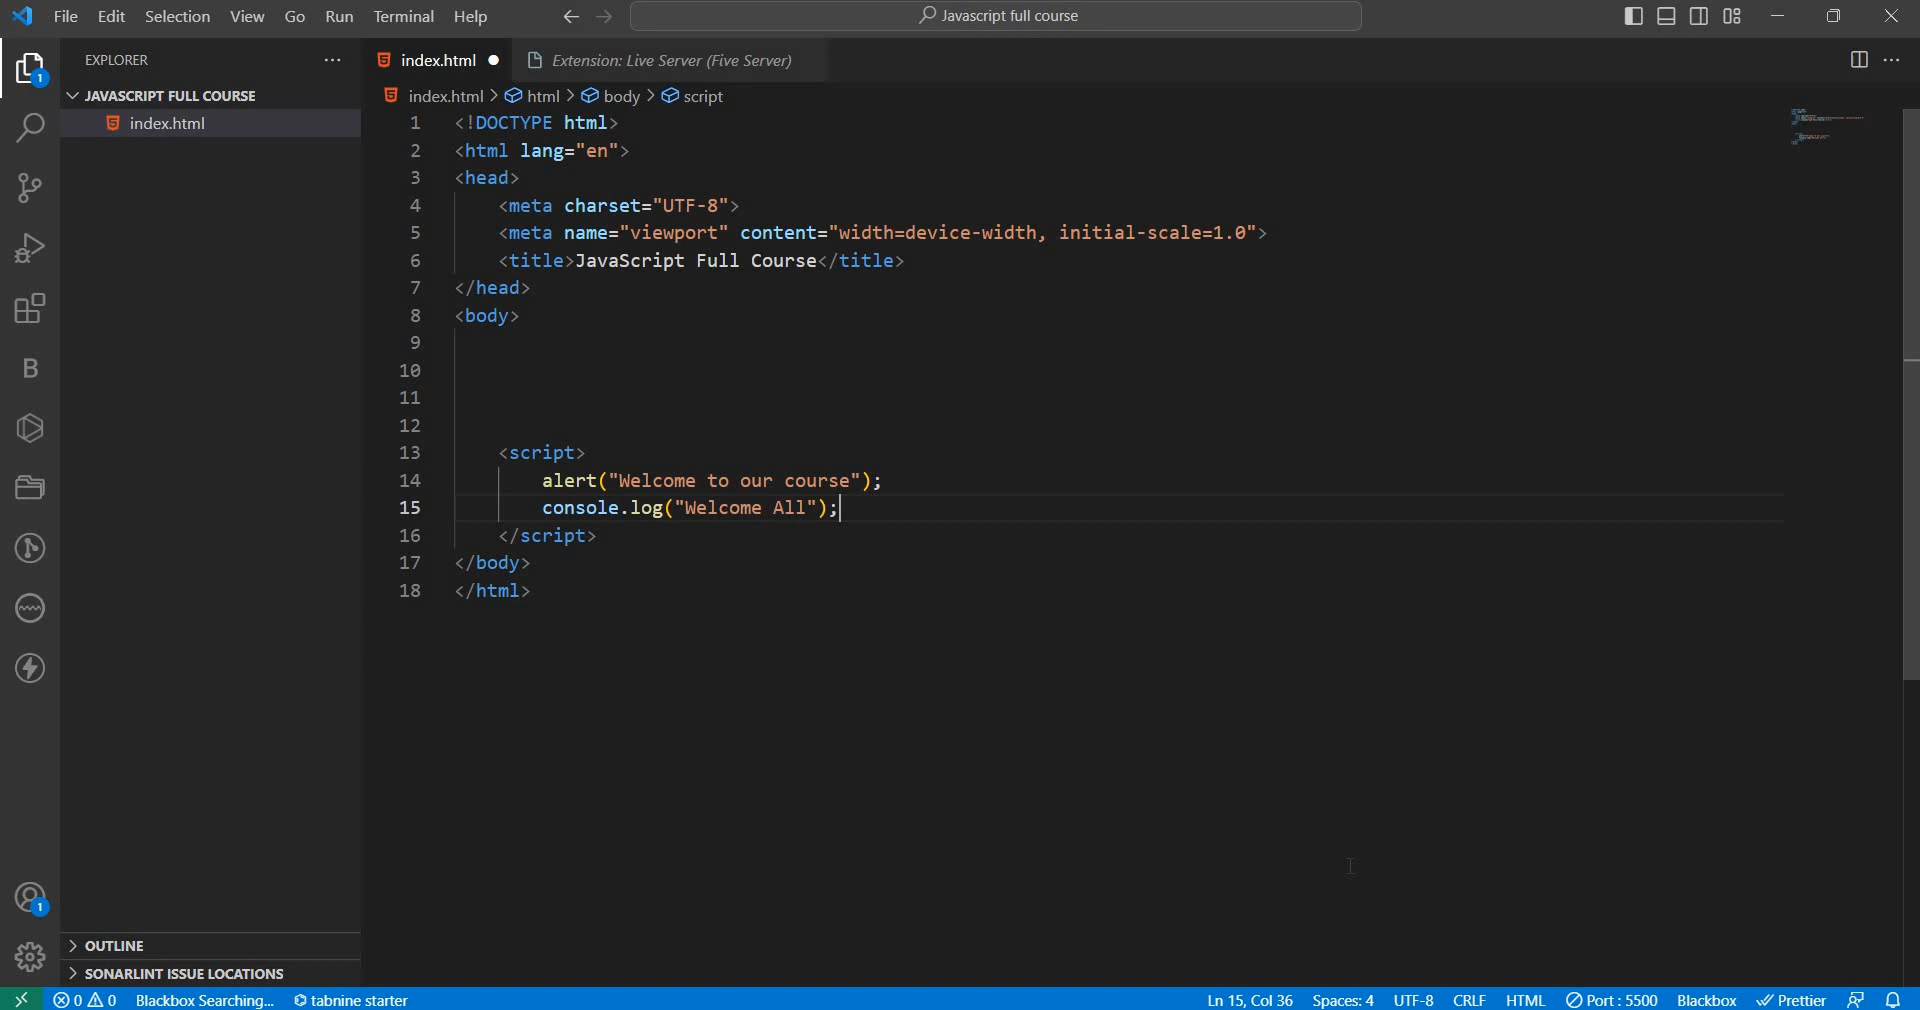 File Edit Selection View Go Run Terminal Help Javascript full course
EXPLORER
index.html Extension: Live Server (Five Server)
JAVASCRIPT FULL COURSE
index.html > html > body > script
index.html
1 <!DOCTYPE html>
2 <html lang="en">
3 <head>
4 <meta charset="UTF-8">
5 <meta name="viewport" content="width=device-width, initial-scale=1.0">
6 <title>JavaScript Full Course</title>
7 </head>
8 <body>
9
10
11
12
13 <script>
14 alert("Welcome to our course");
15 console.log("Welcome All");
16 </script>
17 </body>
18 </html>
1
B
1
OUTLINE
SONARLINT ISSUE LOCATIONS
0 0 Blackbox Searching... tabnine starter Ln 15, Col 36 Spaces: 4 UTF-8 CRLF HTML Port : 5500 Blackbox Prettier